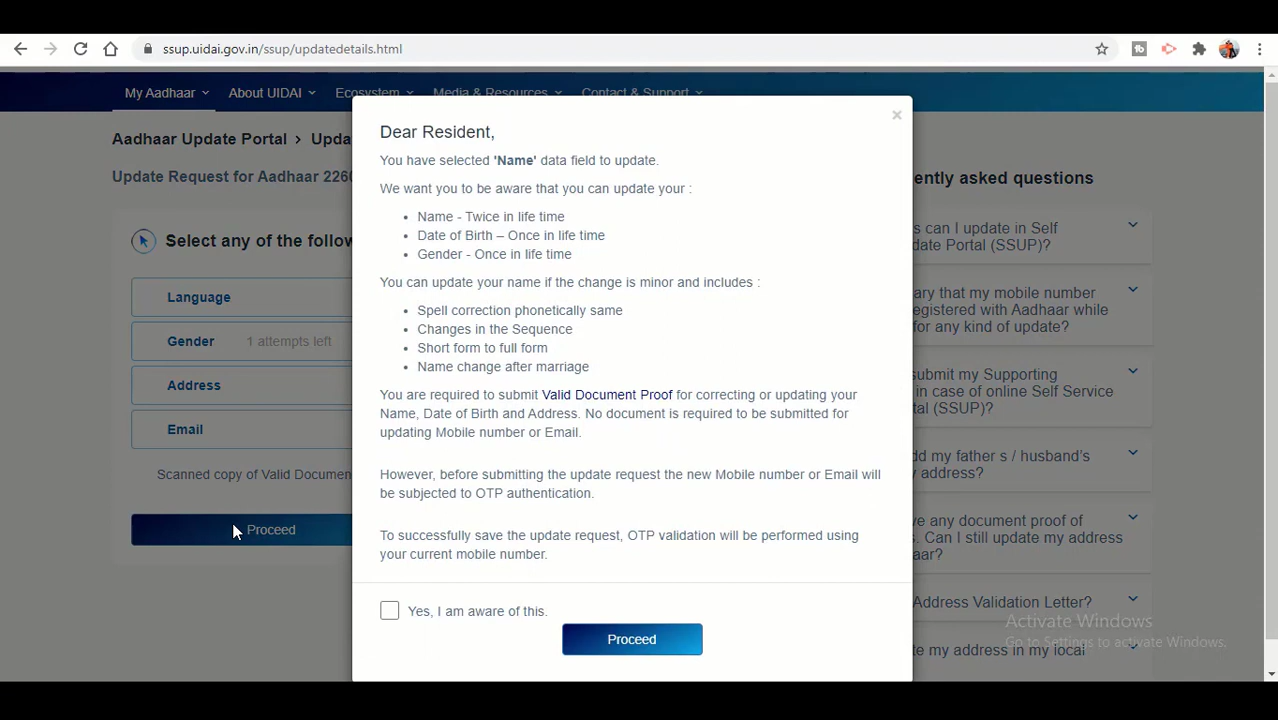 ssup.uidai.gov.in/ssup/updatedetails.html
My Aadhaar
About UIDAI
Ecosystem
Media & Resources
Contact & Support
Aadhaar Update Portal >
Update Request for Aadhaar
Select any of the
Language
Gender 1 attempts left
Address
Email
Scanned copy of Valid
Proceed
×
Dear Resident,
You have selected 'Name' data field to update.
We want you to be aware that you can update your :
• Name - Twice in life time
• Date of Birth – Once in life time
• Gender - Once in life time
You can update your name if the change is minor and includes :
• Spell correction phonetically same
• Changes in the Sequence
• Short form to full form
• Name change after marriage
You are required to submit Valid Document Proof for correcting or updating your
Name, Date of Birth and Address. No document is required to be submitted for
updating Mobile number or Email.
However, before submitting the update request the new Mobile number or Email will
be subjected to OTP authentication.
To successfully save the update request, OTP validation will be performed using
your current mobile number.
Yes, I am aware of this.
Proceed
asked questions
can I update in Self
Portal (SSUP)?
that my mobile number
with Aadhaar while
for any kind of update?
submit my Supporting
in case of online Self Service
(SSUP)?
my father s / husband's
address?
any document proof of
Can I still update my address
Address Validation Letter?
my address in my local
Activate Windows
Go to Settings to activate Windows.